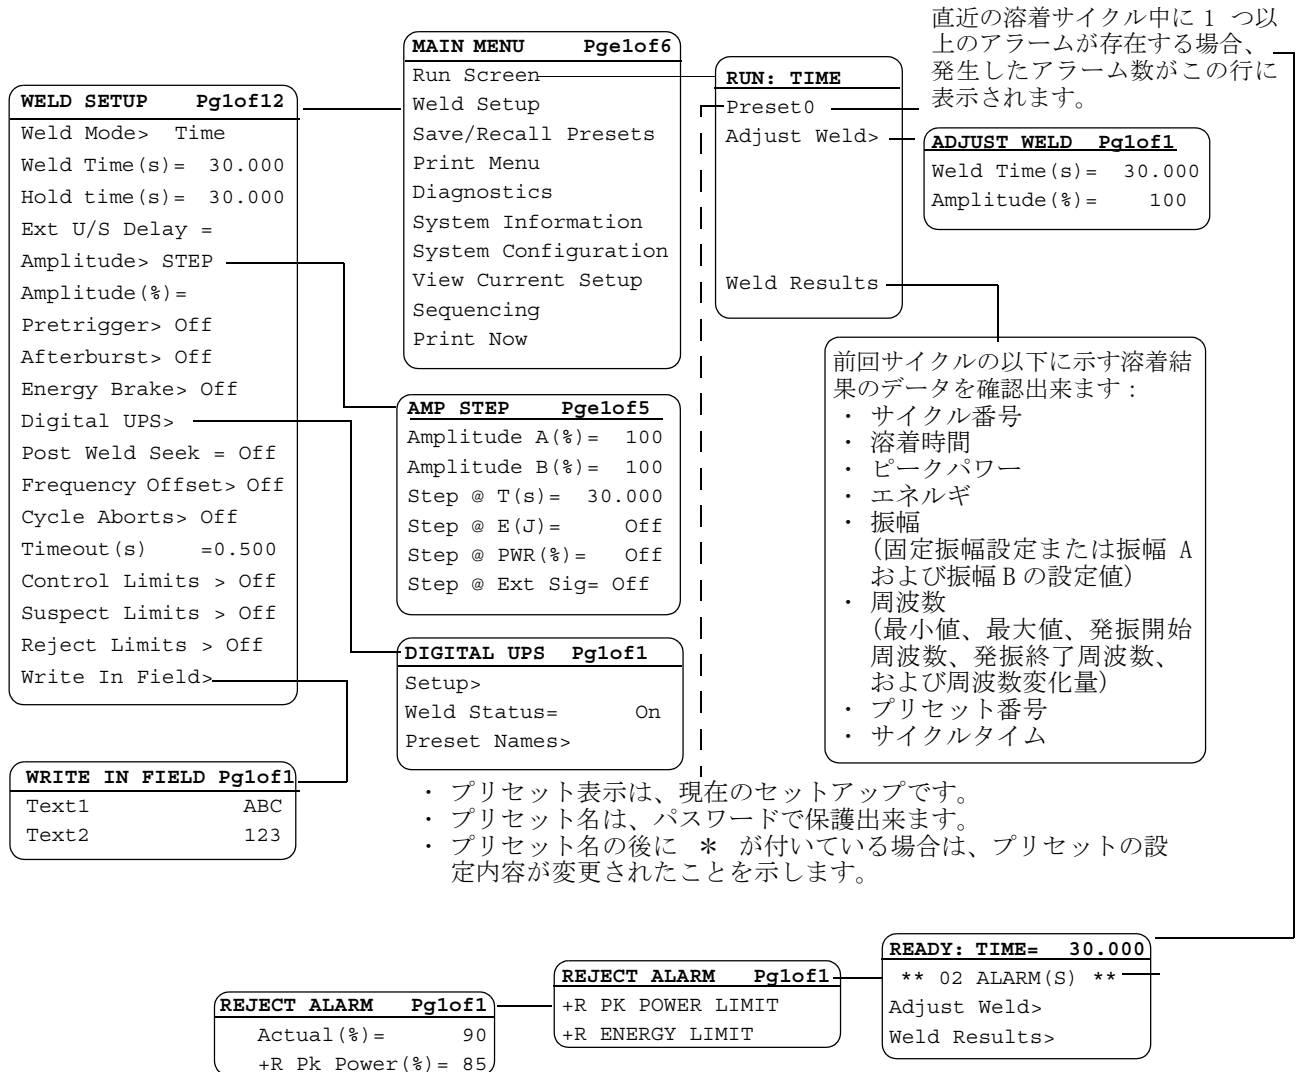 直近の溶着サイクル中に 1 つ以
上のアラームが存在する場合、
発生したアラーム数がこの行に
表示されます。
MAIN MENU Pge1of6
Run Screen
Weld Setup
Save/Recall Presets
Print Menu
Diagnostics
System Information
System Configuration
View Current Setup
Sequencing
Print Now
RUN: TIME
Preset0
Adjust Weld>
Weld Results
WELD SETUP Pg1of12
Weld Mode> Time
Weld Time(s)= 30.000
Hold time(s)= 30.000
Ext U/S Delay =
Amplitude> STEP
Amplitude(%)=
Pretrigger> Off
Afterburst> Off
Energy Brake> Off
Digital UPS>
Post Weld Seek = Off
Frequency Offset> Off
Cycle Aborts> Off
Timeout(s) =0.500
Control Limits > Off
Suspect Limits > Off
Reject Limits > Off
Write In Field>
ADJUST WELD Pg1of1
Weld Time(s)= 30.000
Amplitude(%)= 100
前回サイクルの以下に示す溶着結
果のデータを確認出来ます:
・ サイクル番号
・ 溶着時間
・ ピークパワー
・ エネルギ
・ 振幅
(固定振幅設定または振幅 A
および振幅 B の設定値)
・ 周波数
(最小値、最大値、発振開始
周波数、発振終了周波数、
および周波数変化量)
・ プリセット番号
・ サイクルタイム
AMP STEP Pge1of5
Amplitude A(%)= 100
Amplitude B(%)= 100
Step @ T(s)= 30.000
Step @ E(J)= Off
Step @ PWR(%)= Off
Step @ Ext Sig= Off
DIGITAL UPS Pg1of1
Setup>
Weld Status= On
Preset Names>
WRITE IN FIELD Pg1of1
Text1 ABC
Text2 123
・ プリセット表示は、現在のセットアップです。
・ プリセット名は、パスワードで保護出来ます。
・ プリセット名の後に ＊ が付いている場合は、プリセットの設
定内容が変更されたことを示します。
READY: TIME= 30.000
** 02 ALARM(S) **
Adjust Weld>
Weld Results>
REJECT ALARM Pg1of1
+R PK POWER LIMIT
+R ENERGY LIMIT
REJECT ALARM Pg1of1
Actual(%)= 90
+R Pk Power(%)= 85